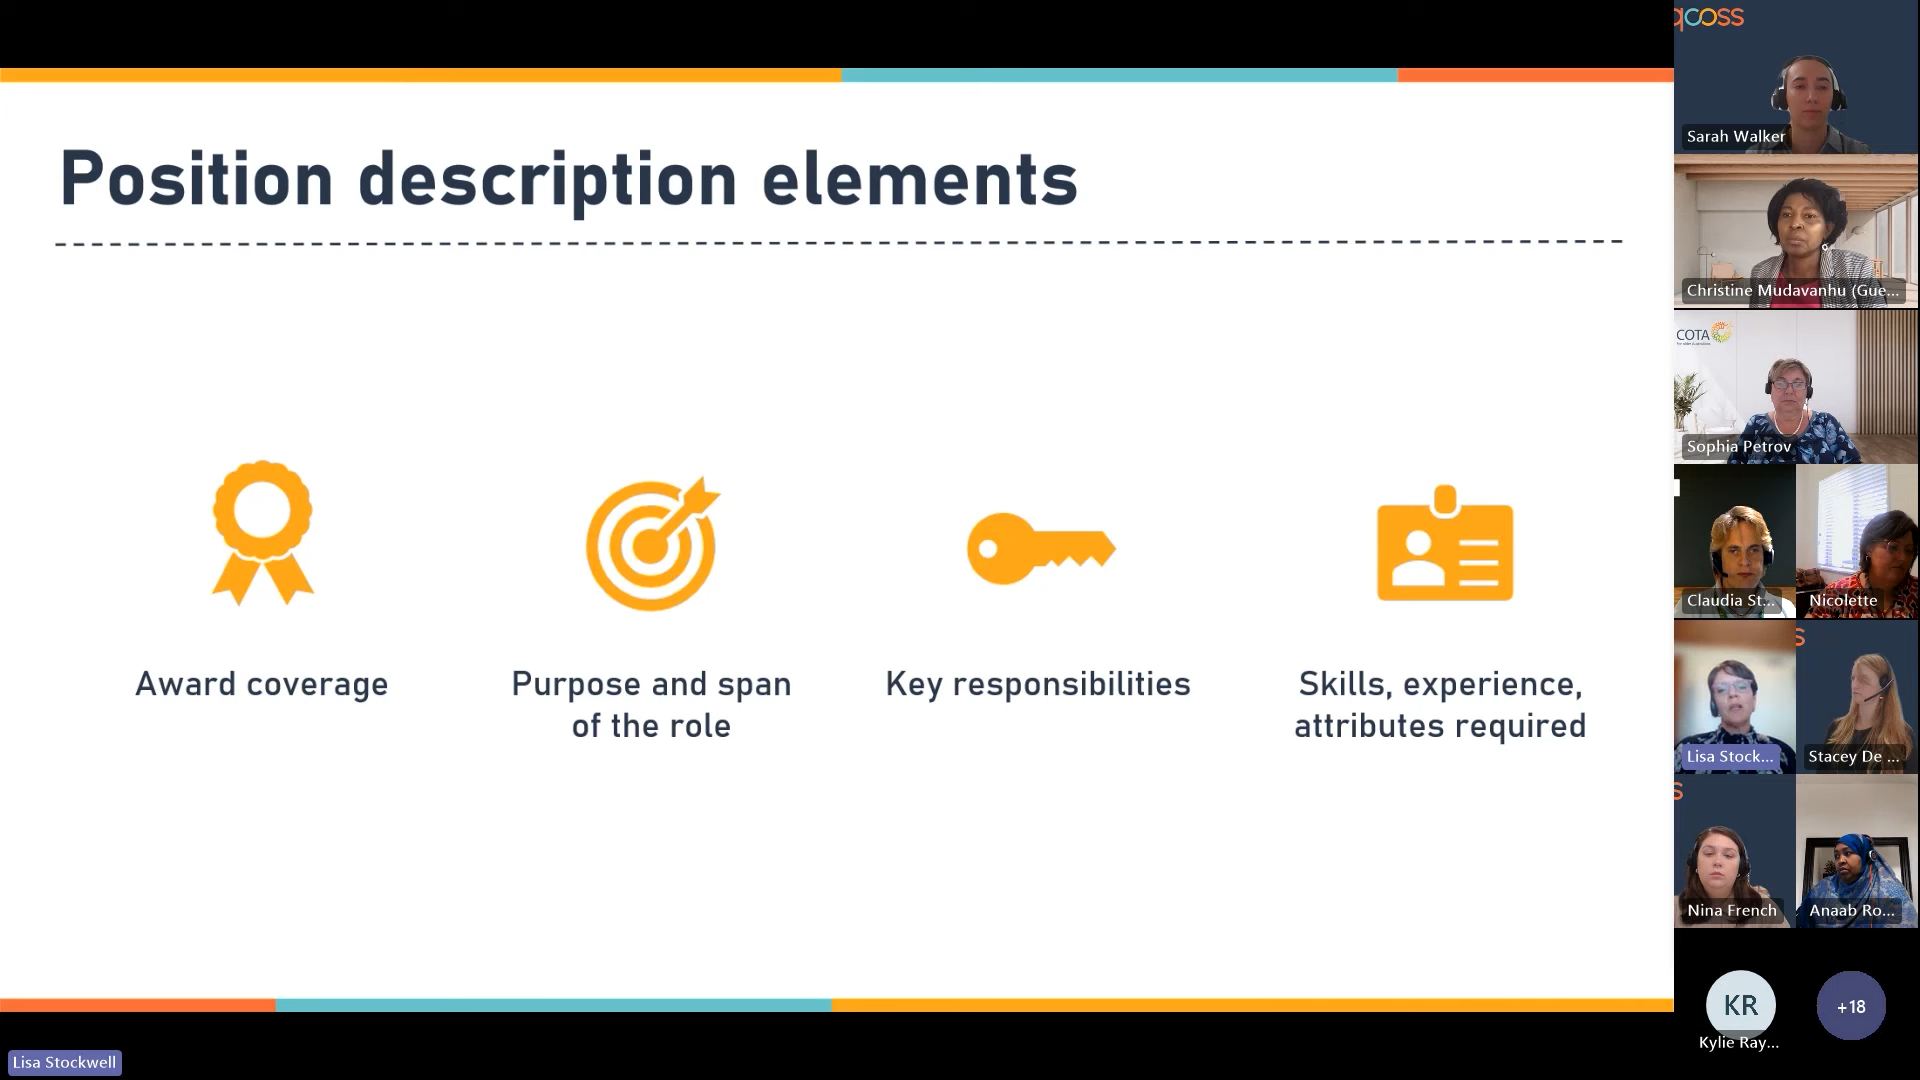 Position description elements
Award coverage
Purpose and span
of the role
Key responsibilities
Skills, experience,
attributes required
Lisa Stockwell
qcoss
Sarah Walker
Christine Mudavanhu (Gue...
COTA
Sophia Petrov
Claudia St...
Nicolette
s
Lisa Stock...
Stacey De ...
s
Nina French
Anaab Ro...
KR
Kylie Ray...
+18